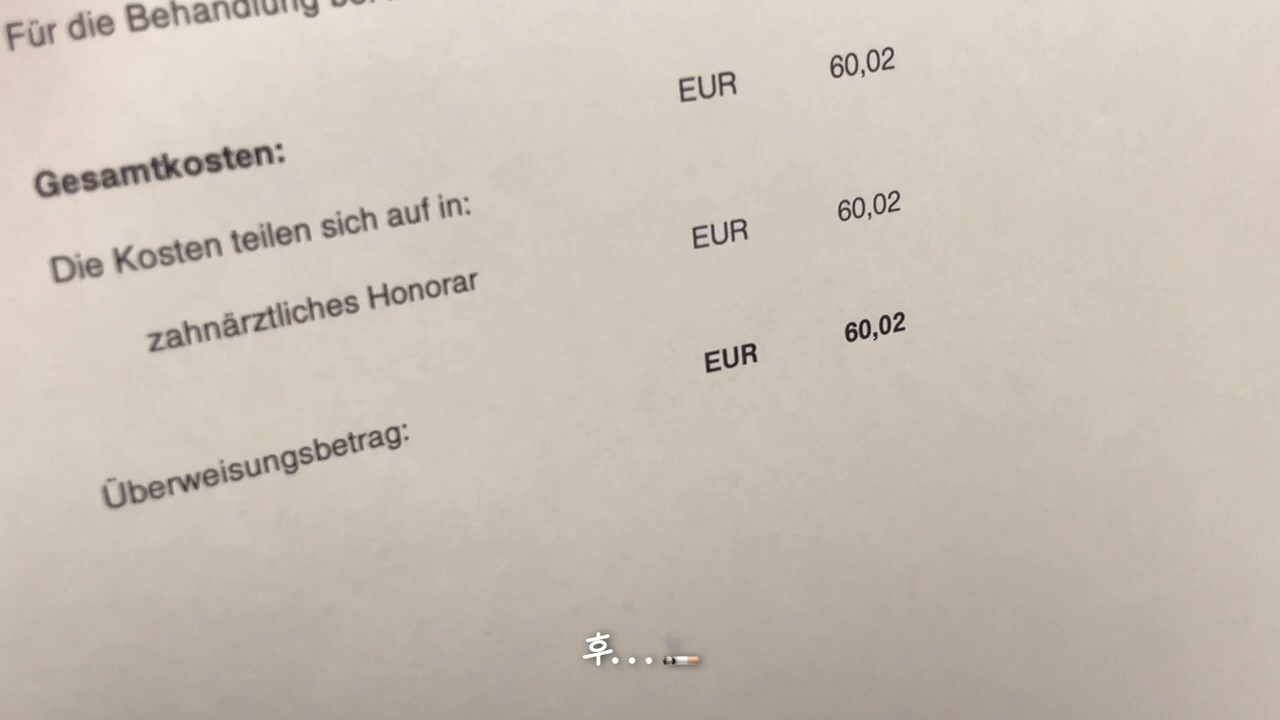 Für die Behandlung
Gesamtkosten: EUR 60,02
Die Kosten teilen sich auf in:
zahnärztliches Honorar EUR 60,02
Überweisungsbetrag: EUR 60,02
후...🚬